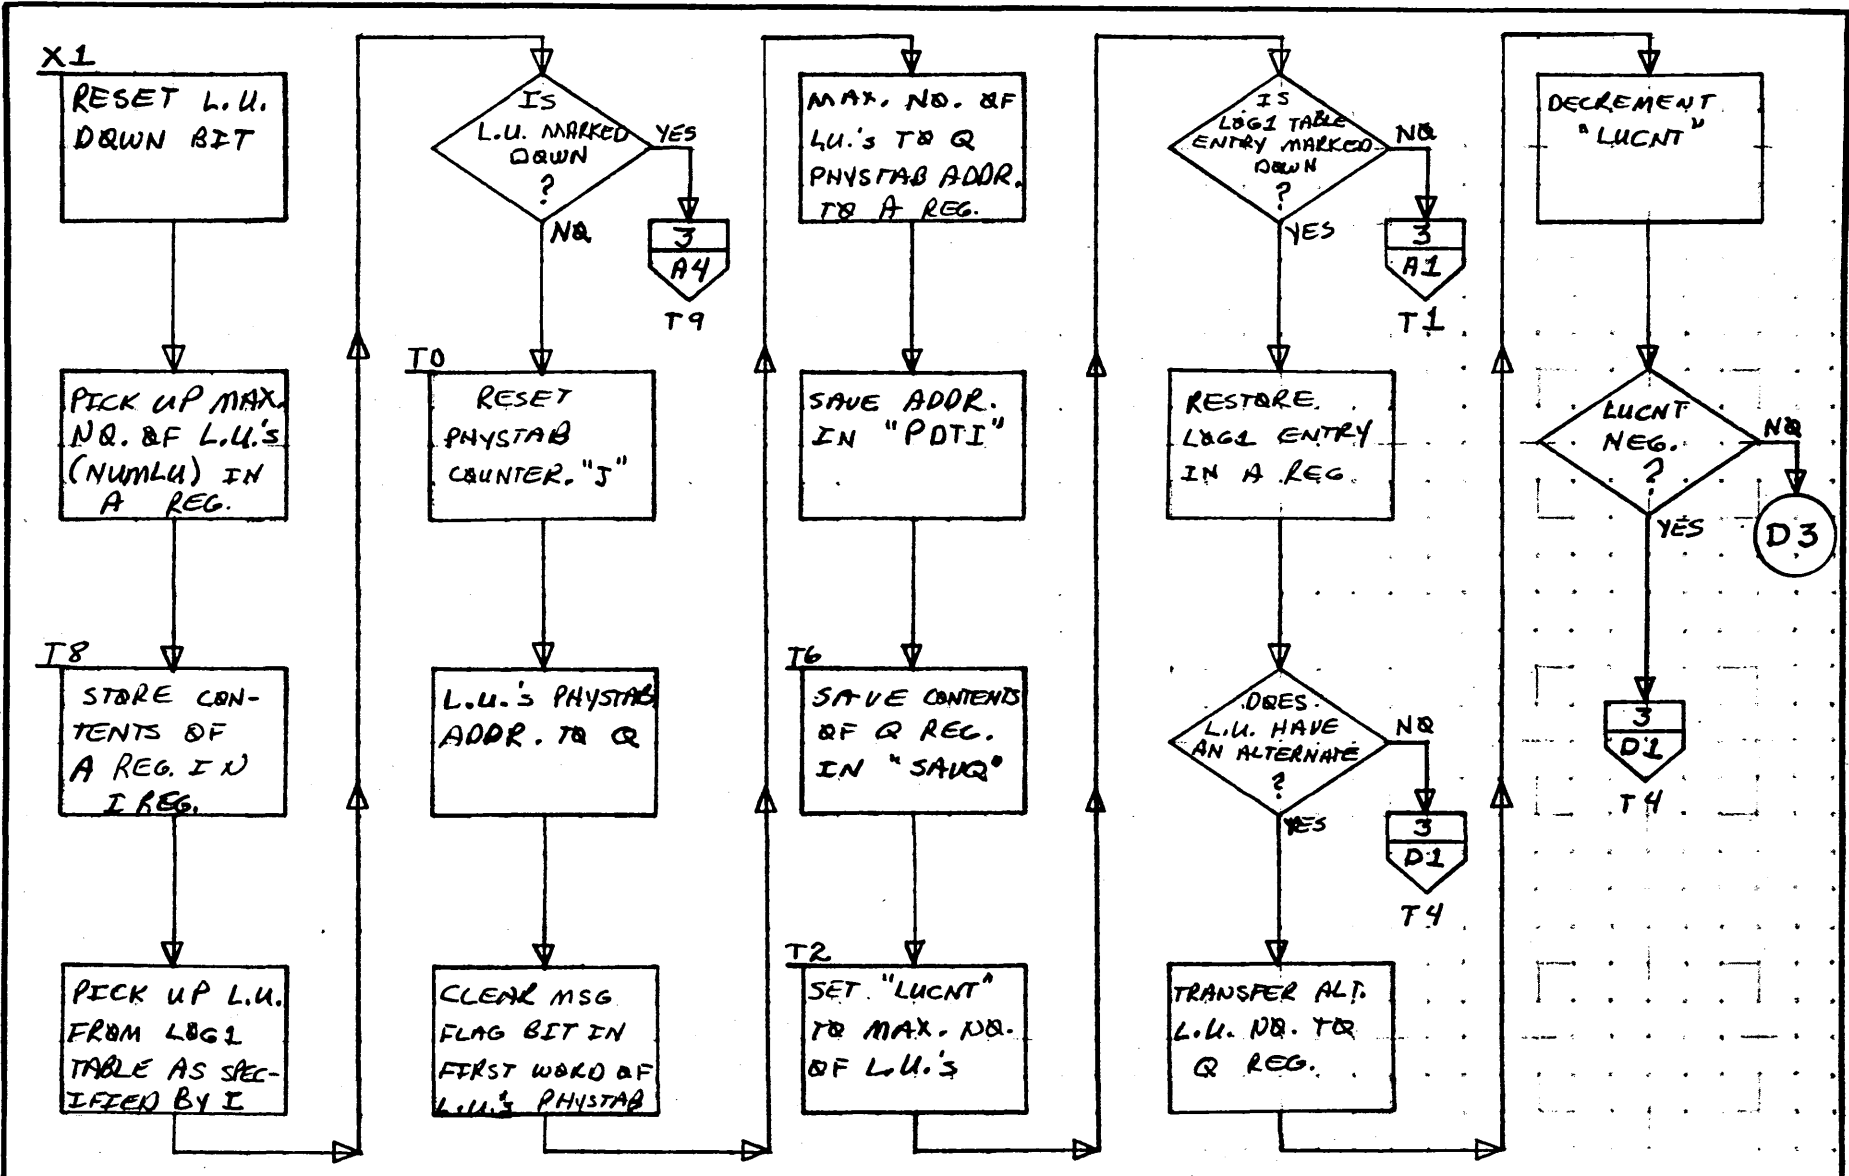 X1
RESET L.U.
DOWN BIT
PICK UP MAX.
NO. OF L.U.'s
(NUMLU) IN
A REG.
T8
STORE CON-
TENTS OF
A REG. IN
I REG.
PICK UP L.U.
FROM LOG1
TABLE AS SPEC-
IFIED BY I
IS
L.U. MARKED
DOWN
?
YES
3
A4
T9
NO
T0
RESET
PHYSTAB
COUNTER. "J"
L.U.'s PHYSTAB
ADDR. TO Q
CLEAR MSG
FLAG BIT IN
FIRST WORD OF
L.U.'s PHYSTAB
MAX. NO. OF
LU.'s TO Q
PHYSTAB ADDR.
TO A REG.
SAVE ADDR.
IN "PDTI"
T6
SAVE CONTENTS
OF Q REG.
IN "SAVQ"
T2
SET "LUCNT"
TO MAX. NO.
OF L.U.'s
IS
LOG1 TABLE
ENTRY MARKED
DOWN
?
NO
3
A1
T1
YES
RESTORE
LOG1 ENTRY
IN A REG
DOES
L.U. HAVE
AN ALTERNATE
?
NO
3
D1
T4
YES
TRANSFER ALT.
L.U. NO. TO
Q REG.
DECREMENT
"LUCNT"
LUCNT
NEG.
?
NO
D3
YES
3
D1
T4